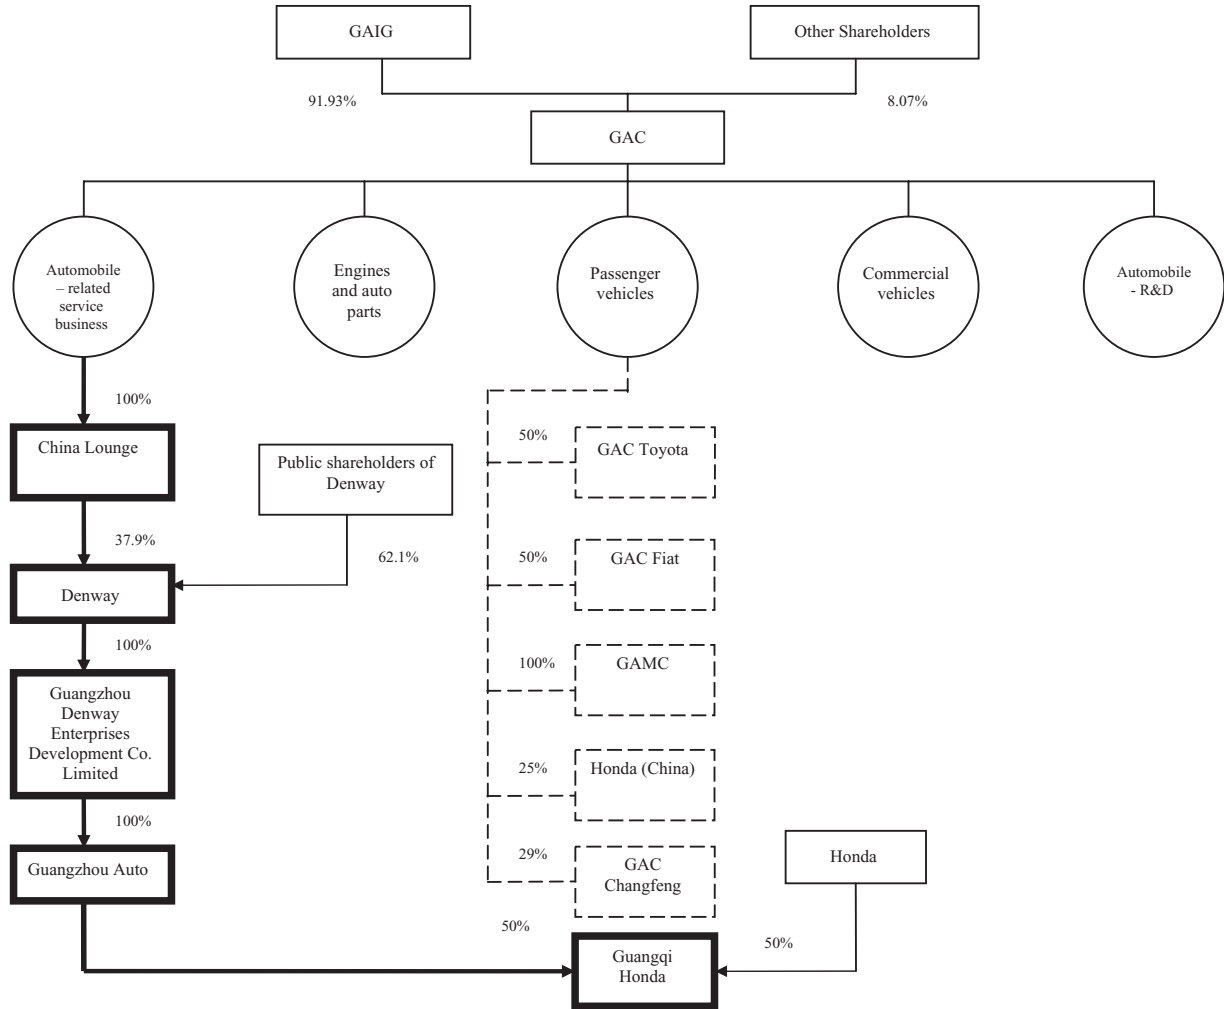 GAIG
Other Shareholders
91.93%
8.07%
GAC
Automobile
– related
service
business
Engines
and auto
parts
Passenger
vehicles
Commercial
vehicles
Automobile
- R&D
100%
China Lounge
Public shareholders of
Denway
50%
GAC Toyota
37.9%
62.1%
50%
GAC Fiat
Denway
100%
100%
GAMC
Guangzhou
Denway
Enterprises
Development Co.
Limited
25%
Honda (China)
100%
29%
GAC
Changfeng
Honda
Guangzhou Auto
50%
50%
Guangqi
Honda